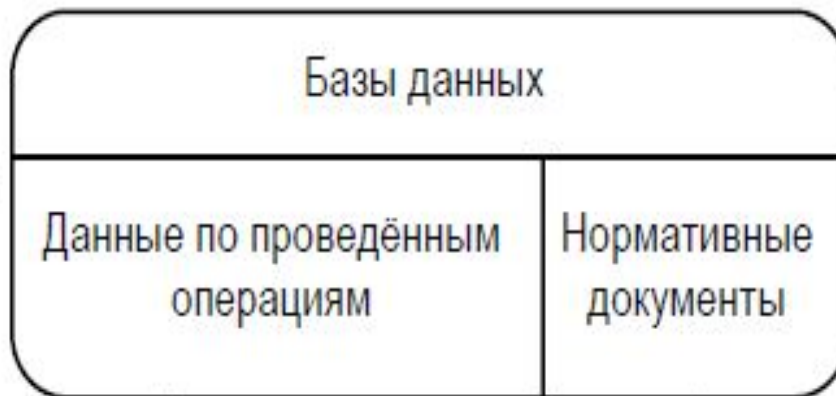 Базы данных
Данные по проведённым
операциям
Нормативные
документы